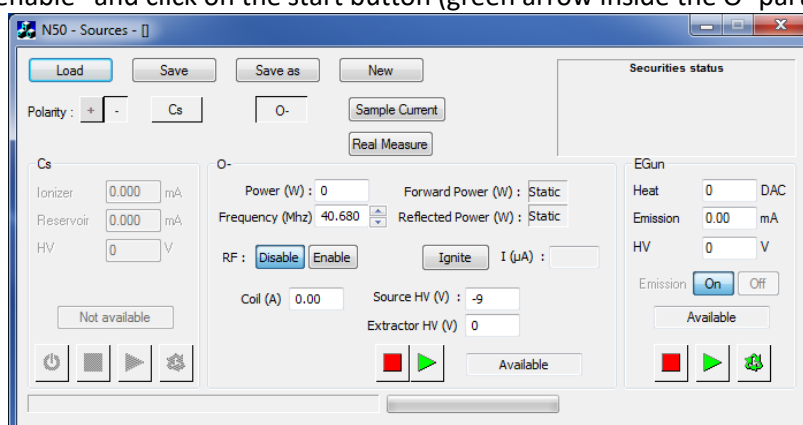 enable" and click on the start button (green arrow inside the O- part
N50 - Sources - []
Load Save Save as New
Securities status
Polarity : + - Cs O- Sample Current
Real Measure
Cs
Ionizer 0.000 mA
Reservoir 0.000 mA
HV 0 V
Not available
O-
Power (W) : 0 Forward Power (W) : Static
Frequency (Mhz) 40.680 Reflected Power (W) : Static
RF : Disable Enable Ignite I (µA) :
Coil (A) 0.00 Source HV (V) : -9
Extractor HV (V) 0
Available
EGun
Heat 0 DAC
Emission 0.00 mA
HV 0 V
Emission On Off
Available